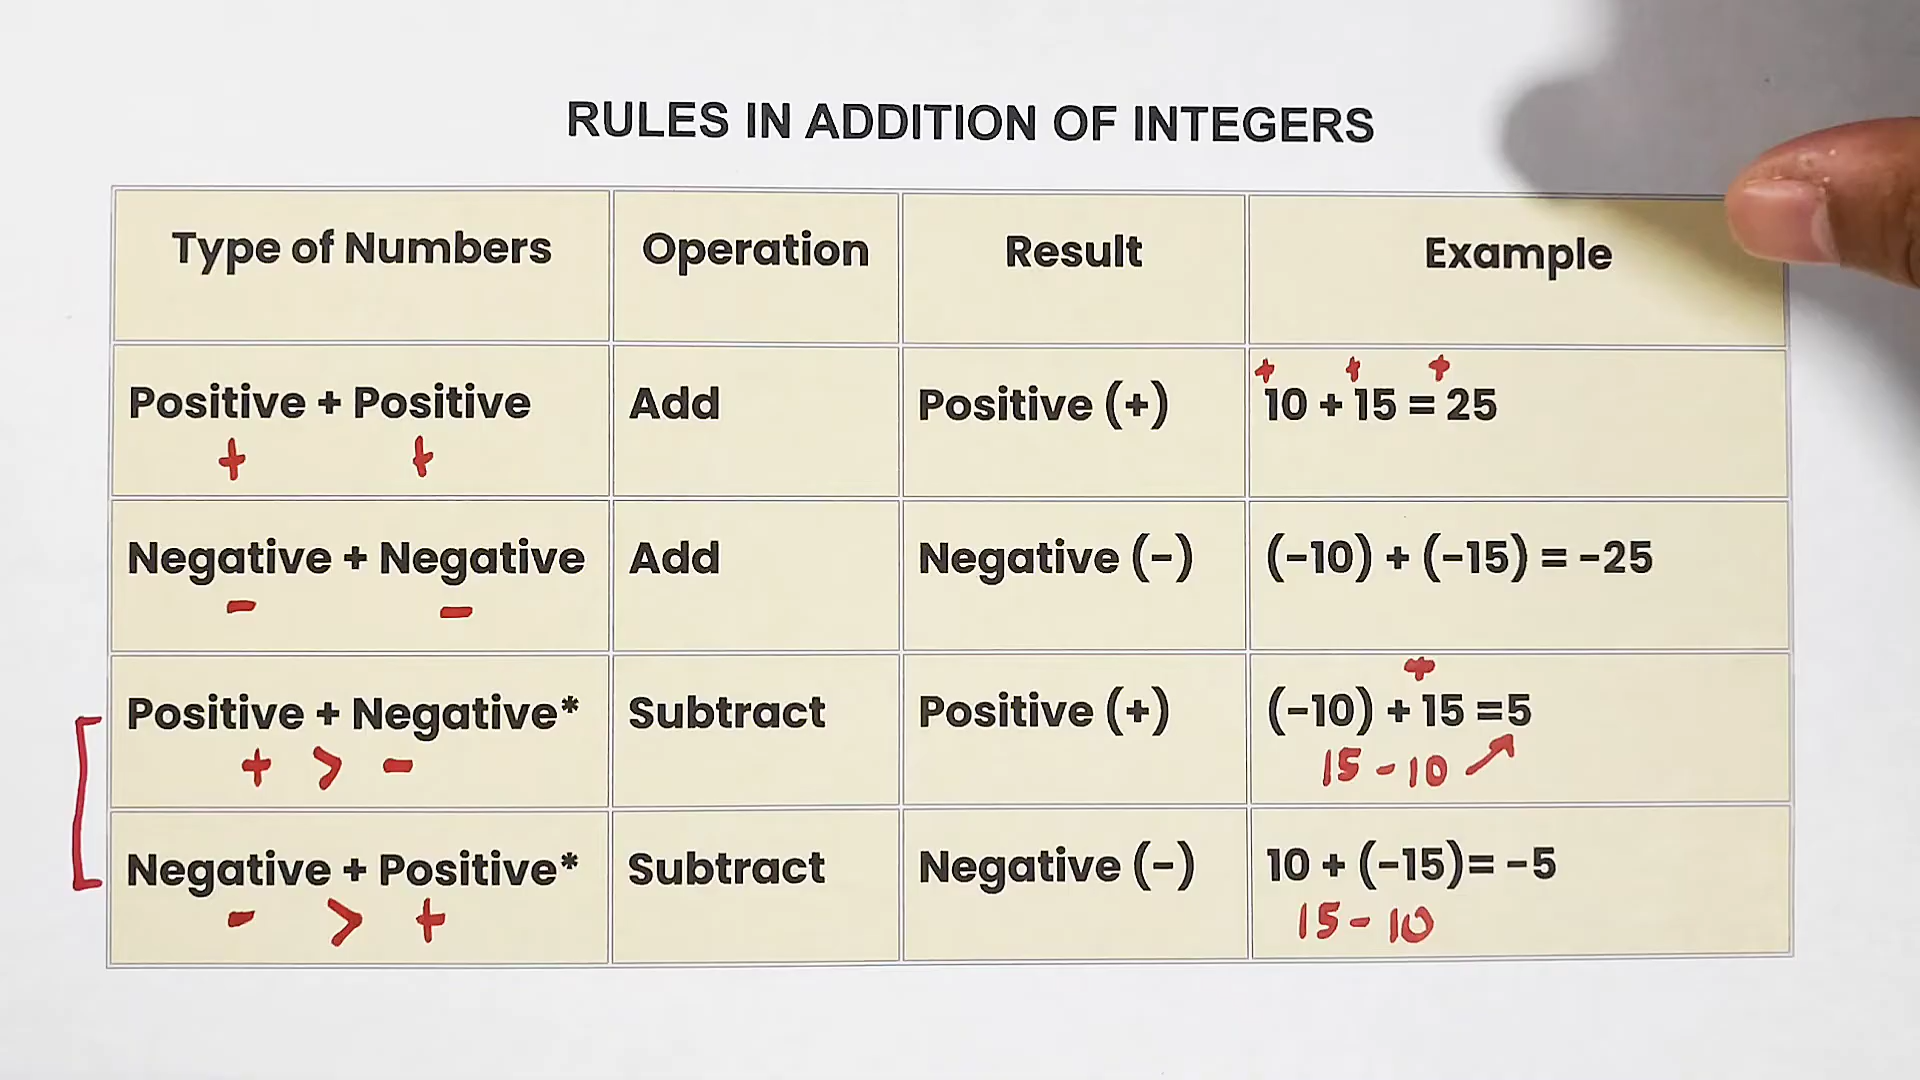 RULES IN ADDITION OF INTEGERS
Type of Numbers Operation Result Example
+ + +
Positive + Positive Add Positive (+) 10 + 15 = 25
+ +
Negative + Negative Add Negative (-) (-10) + (-15) = -25
- -
+
Positive + Negative* Subtract Positive (+) (-10) + 15 =5
+ > - 15 - 10
Negative + Positive* Subtract Negative (-) 10 + (-15)= -5
- > + 15 - 10